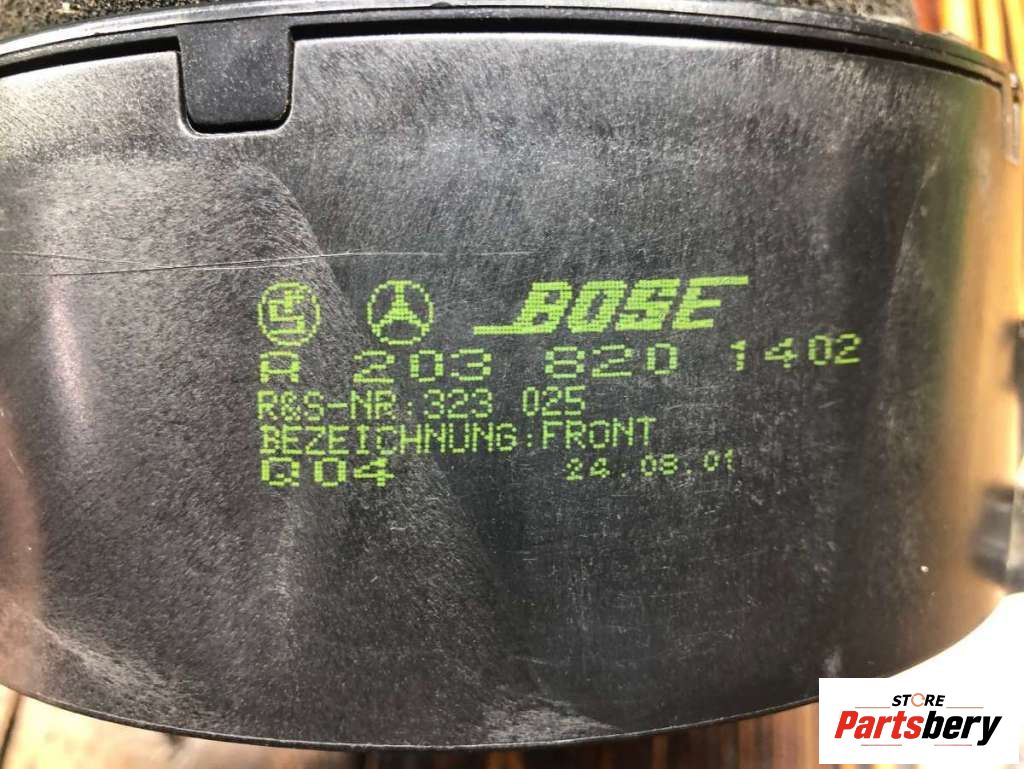 BOSE
A 203 820 1402
R&S-NR:323 025
BEZEICHNUNG:FRONT
Q04 24.08.01
STORE
Partsbery